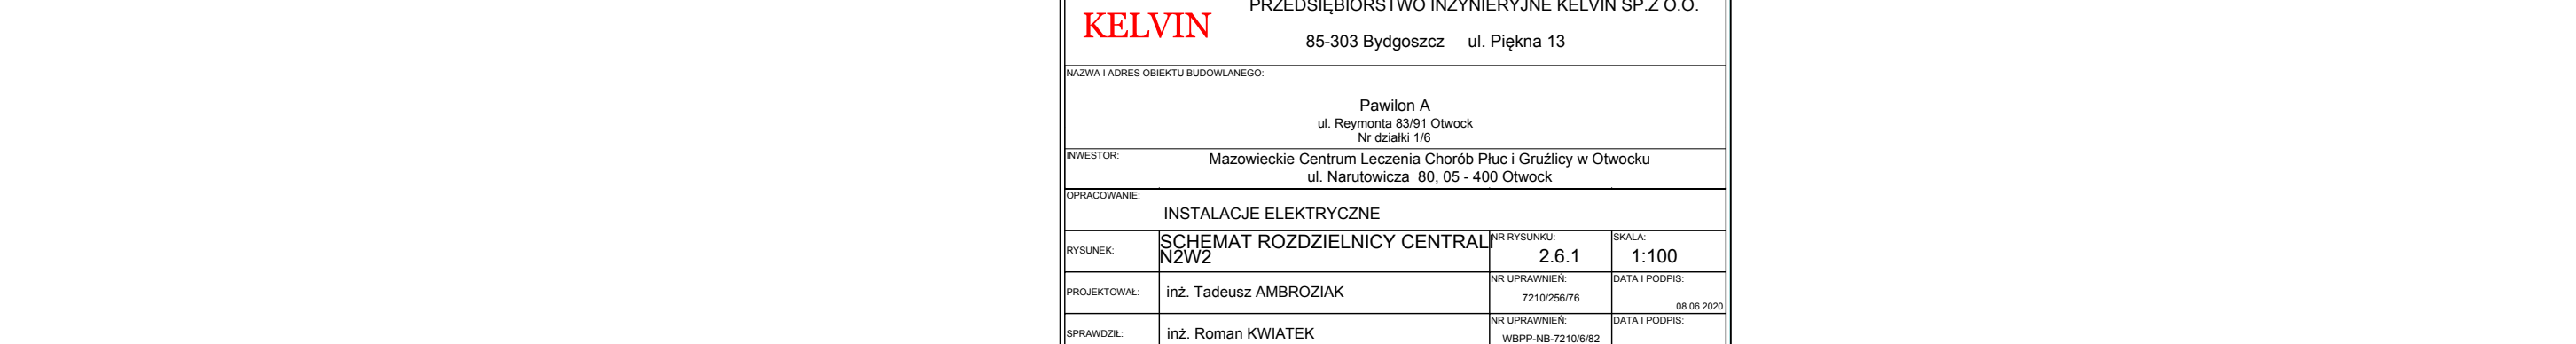 PRZEDSIĘBIORSTWO INŻYNIERYJNE KELVIN SP.Z O.O.
KELVIN
85-303 Bydgoszcz ul. Piękna 13
NAZWA I ADRES OBIEKTU BUDOWLANEGO:
Pawilon A
ul. Reymonta 83/91 Otwock
Nr działki 1/6
INWESTOR:
Mazowieckie Centrum Leczenia Chorób Płuc i Gruźlicy w Otwocku
ul. Narutowicza 80, 05 - 400 Otwock
OPRACOWANIE:
INSTALACJE ELEKTRYCZNE
RYSUNEK:
SCHEMAT ROZDZIELNICY CENTRALI
N2W2
NR RYSUNKU:
2.6.1
SKALA:
1:100
PROJEKTOWAŁ:
inż. Tadeusz AMBROZIAK
NR UPRAWNIEŃ:
7210/256/76
DATA I PODPIS:
08.06.2020
SPRAWDZIŁ:
inż. Roman KWIATEK
NR UPRAWNIEŃ:
WBPP-NB-7210/6/82
DATA I PODPIS: